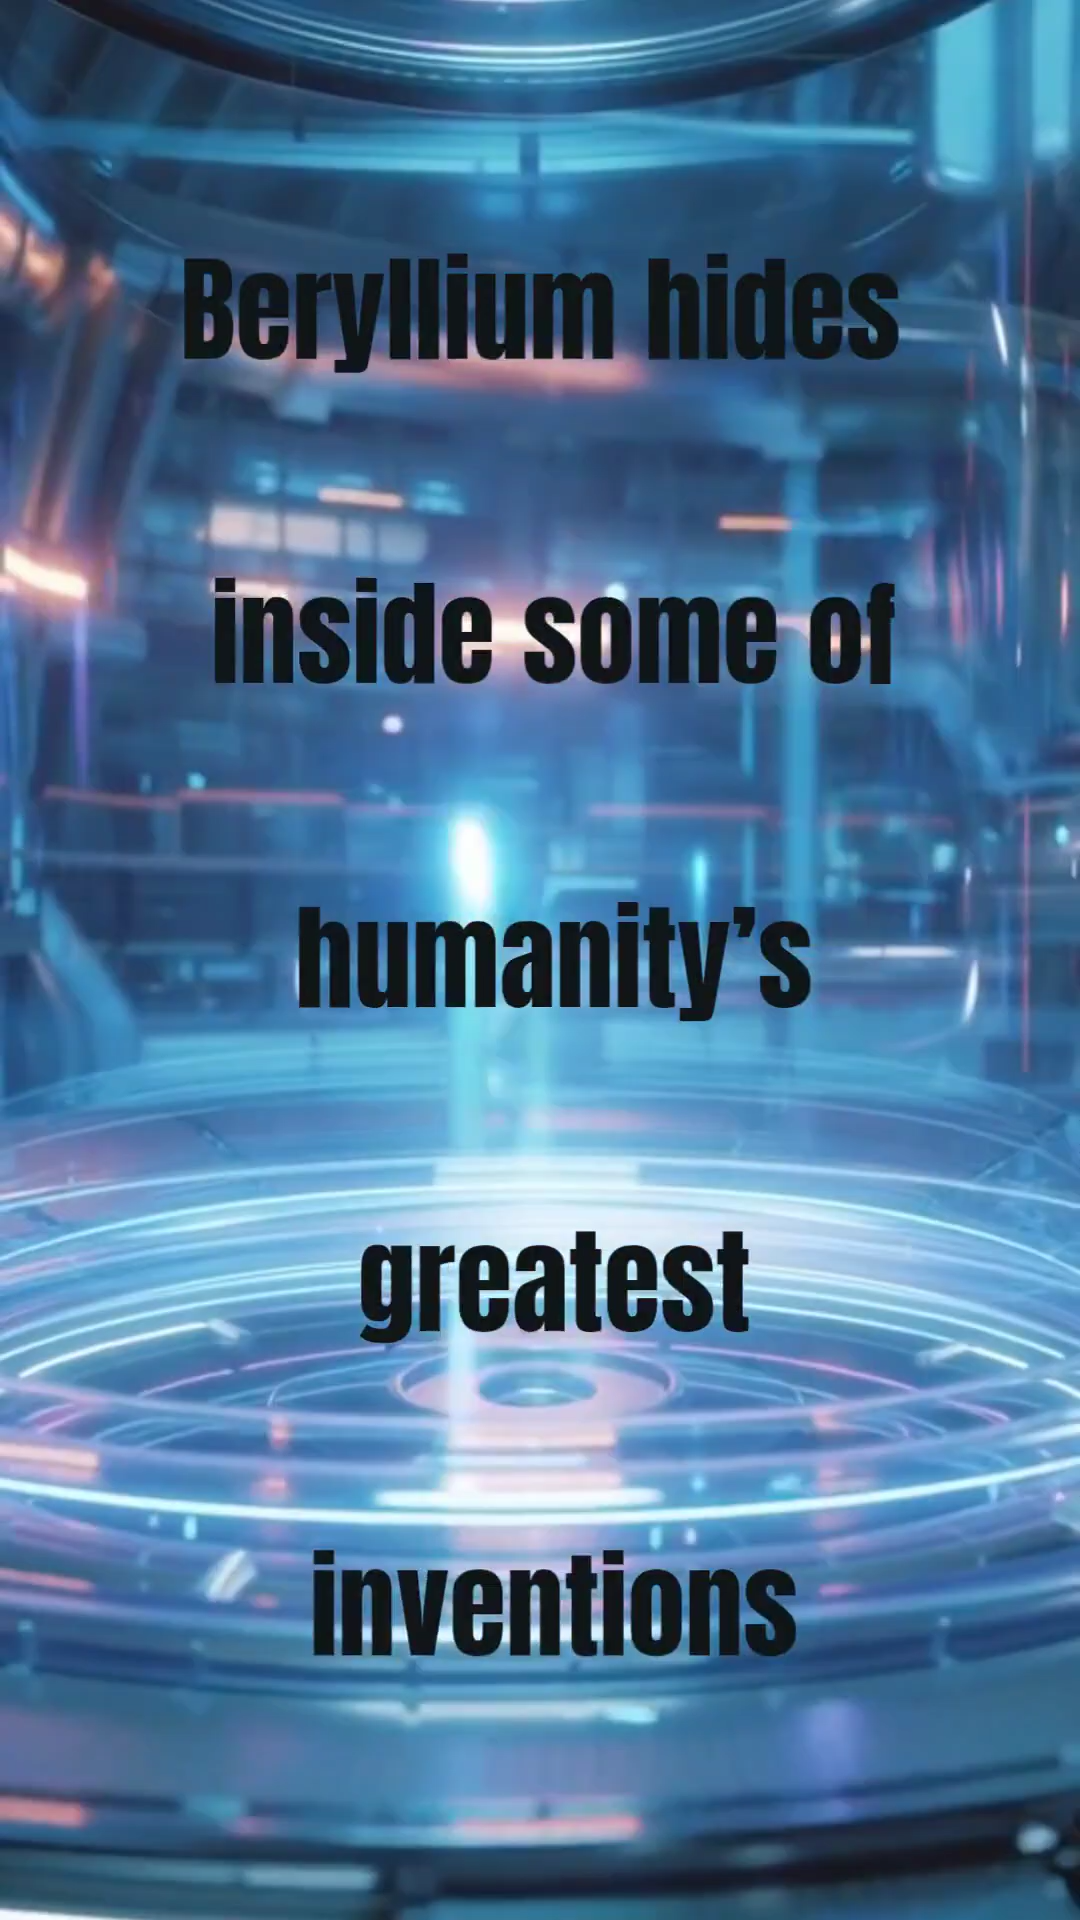 Beryllium hides
inside some of
humanity’s
greatest
inventions